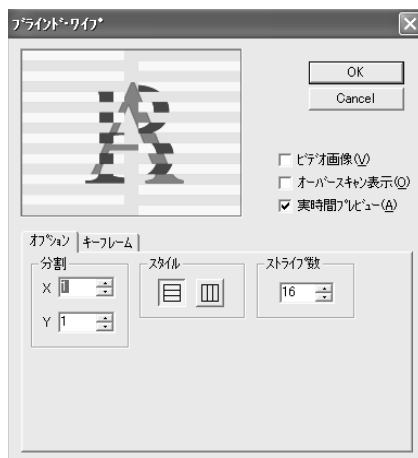 ブラインド・ワイプ
OK
Cancel
ビデオ画像(V)
オーバースキャン表示(O)
実時間プレビュー(A)
オプション キーフレーム
分割 スタイル ストライプ数
X 1
Y 1
16